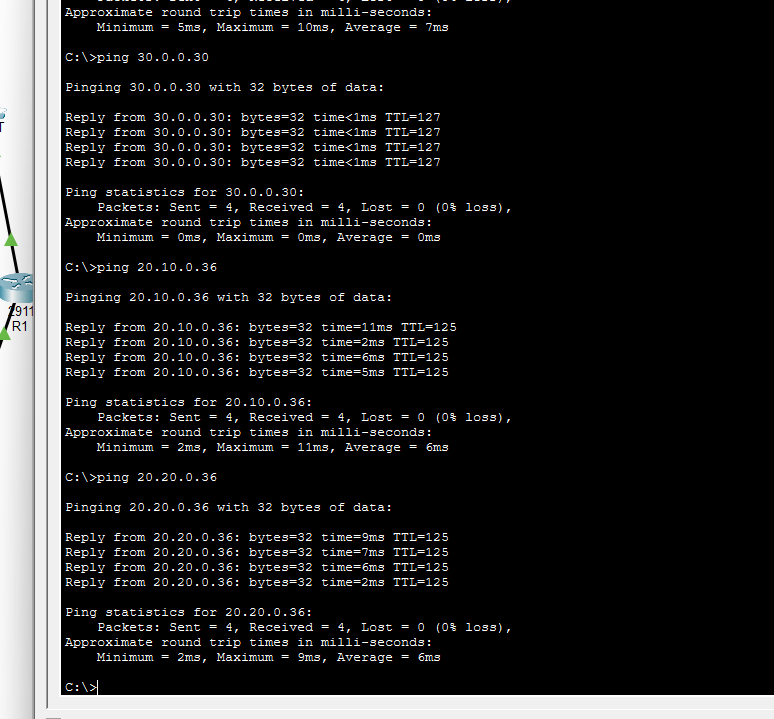 Approximate round trip times in milli-seconds:
    Minimum = 5ms, Maximum = 10ms, Average = 7ms
C:\>ping 30.0.0.30
Pinging 30.0.0.30 with 32 bytes of data:
Reply from 30.0.0.30: bytes=32 time<1ms TTL=127
Reply from 30.0.0.30: bytes=32 time<1ms TTL=127
Reply from 30.0.0.30: bytes=32 time<1ms TTL=127
Reply from 30.0.0.30: bytes=32 time<1ms TTL=127
Ping statistics for 30.0.0.30:
    Packets: Sent = 4, Received = 4, Lost = 0 (0% loss),
Approximate round trip times in milli-seconds:
    Minimum = 0ms, Maximum = 0ms, Average = 0ms
C:\>ping 20.10.0.36
Pinging 20.10.0.36 with 32 bytes of data:
Reply from 20.10.0.36: bytes=32 time=11ms TTL=125
Reply from 20.10.0.36: bytes=32 time=2ms TTL=125
Reply from 20.10.0.36: bytes=32 time=6ms TTL=125
Reply from 20.10.0.36: bytes=32 time=5ms TTL=125
Ping statistics for 20.10.0.36:
    Packets: Sent = 4, Received = 4, Lost = 0 (0% loss),
Approximate round trip times in milli-seconds:
    Minimum = 2ms, Maximum = 11ms, Average = 6ms
C:\>ping 20.20.0.36
Pinging 20.20.0.36 with 32 bytes of data:
Reply from 20.20.0.36: bytes=32 time=9ms TTL=125
Reply from 20.20.0.36: bytes=32 time=7ms TTL=125
Reply from 20.20.0.36: bytes=32 time=6ms TTL=125
Reply from 20.20.0.36: bytes=32 time=2ms TTL=125
Ping statistics for 20.20.0.36:
    Packets: Sent = 4, Received = 4, Lost = 0 (0% loss),
Approximate round trip times in milli-seconds:
    Minimum = 2ms, Maximum = 9ms, Average = 6ms
C:\>
2911
R1